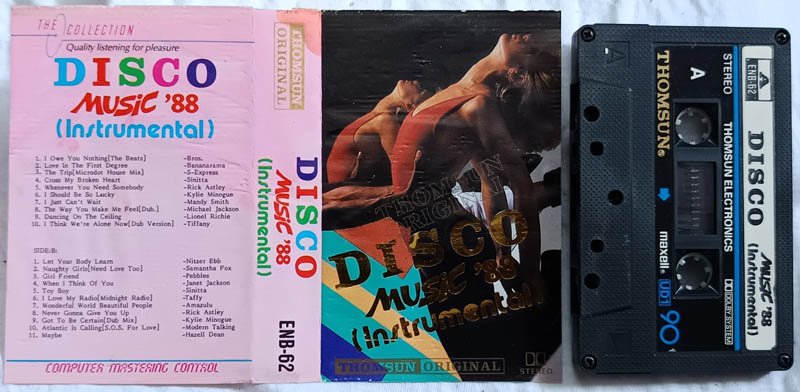 THE COLLECTION
Quality listening for pleasure
DISCO
MUSIC '88
(Instrumental)
1. I Owe You Nothing[The Beats] -Bros.
2. Love In The First Degree -Bananarama
3. The Trip[Microdot House Mix] -S-Express
4. Cross My Broken Heart -Sinitta
5. Whenever You Need Somebody -Rick Astley
6. I Should Be So Lucky -Kylie Minogue
7. I Just Can't Wait -Mandy Smith
8. The Way You Make Me Feel[Dub.] -Michael Jackson
9. Dancing On The Ceiling -Lionel Richie
10. I Think We're Alone Now[Dub Version] -Tiffany
SIDE:B:
1. Let Your Body Learn -Nitzer Ebb
2. Naughty Girls[Need Love Too] -Samantha Fox
3. Girl Friend -Pebbles
4. When I Think Of You -Janet Jackson
5. Toy Boy -Sinitta
6. I Love My Radio[Midnight Radio] -Taffy
7. Wonderful World Beautiful People -Amazulu
8. Never Gonna Give You Up -Rick Astley
9. Got To Be Certain[Dub Mix] -Kylie Minogue
10. Atlantic Is Calling[S.O.S. For Love] -Modern Talking
11. Maybe -Hazell Dean
COMPUTER MASTERING CONTROL
THOMSUN
ORIGINAL
DISCO
MUSIC '88
(Instrumental)
ENB-62
THOMSUN
ORIGINAL
DISCO
MUSIC '88
(Instrumental)
THOMSUN ORIGINAL
STEREO
ENB-62
DISCO
MUSIC '88
(Instrumental)
STEREO
THOMSUN ELECTRONICS
DOLBY SYSTEM
A
THOMSUN®
maxell®
UD1
90